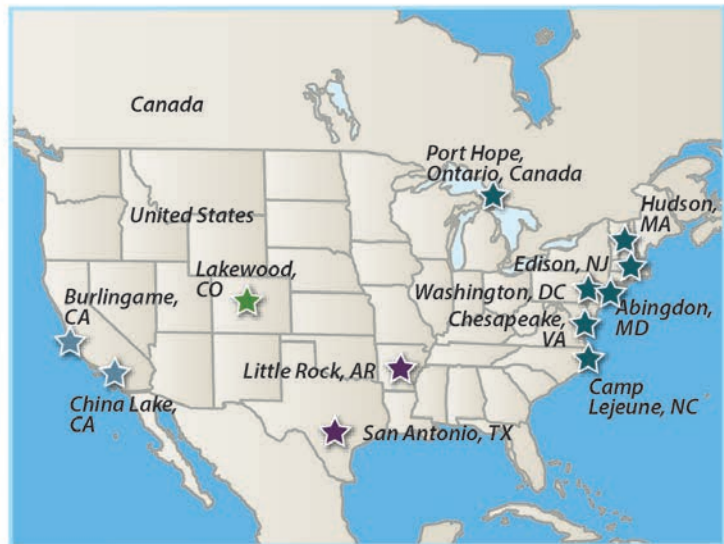 Canada
Port Hope,
Ontario, Canada
Hudson,
MA
United States
Edison, NJ
Lakewood,
CO
Washington, DC
Burlingame,
CA
Abingdon,
MD
Chesapeake,
VA
Little Rock, AR
Camp
Lejeune, NC
China Lake,
CA
San Antonio, TX